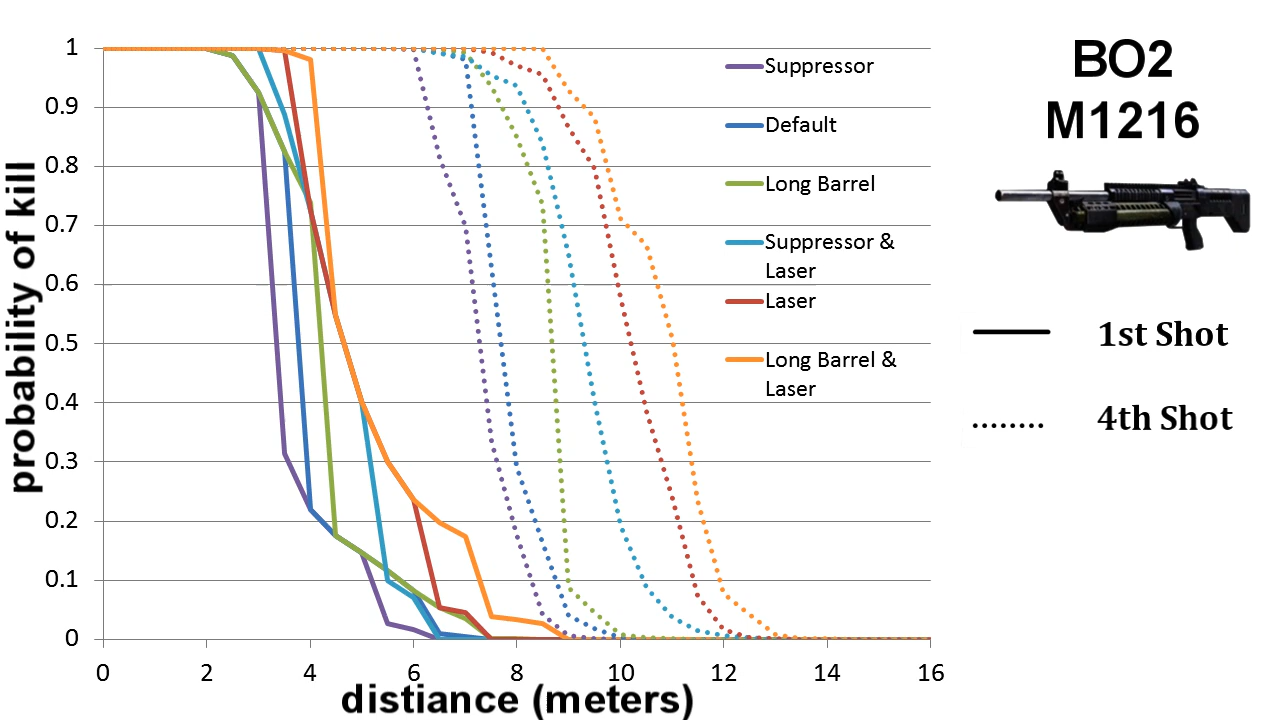 BO2
M1216
probability of kill
1
0.9
0.8
0.7
0.6
0.5
0.4
0.3
0.2
0.1
0
0 2 4 6 8 10 12 14 16
distiance (meters)
Suppressor
Default
Long Barrel
Suppressor &
Laser
Laser
Long Barrel &
Laser
1st Shot
4th Shot